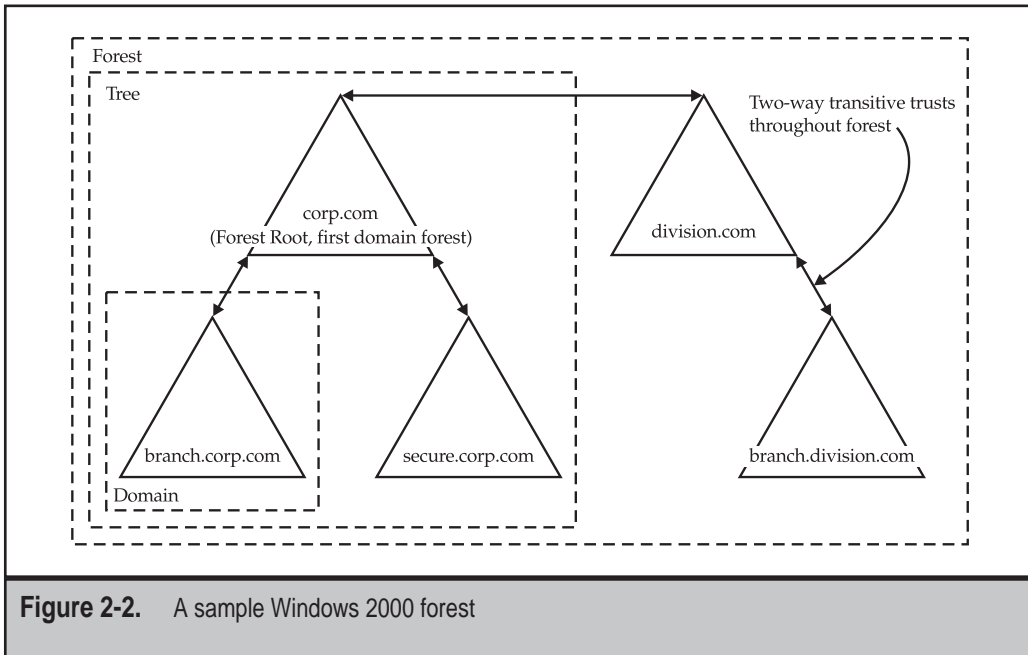 Forest
Tree
Two-way transitive trusts
throughout forest
corp.com
(Forest Root, first domain forest)
division.com
branch.corp.com
secure.corp.com
branch.division.com
Domain
Figure 2-2. A sample Windows 2000 forest